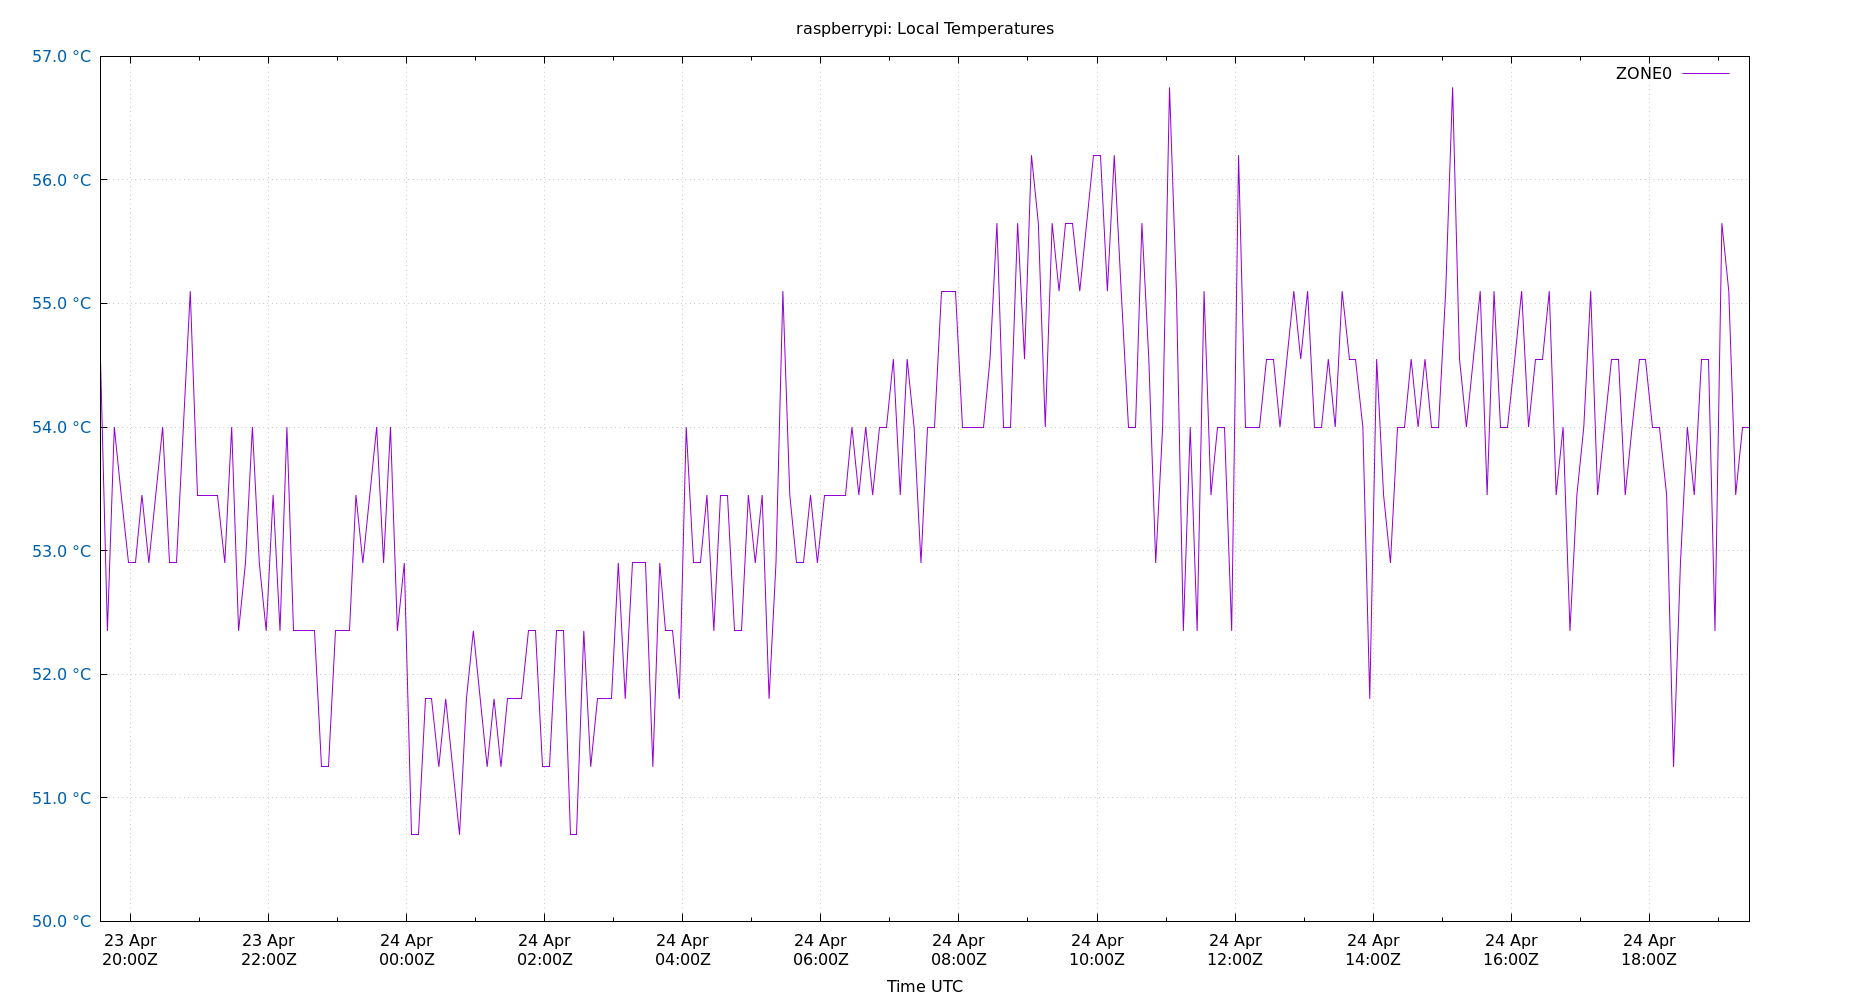 raspberrypi: Local Temperatures
57.0 °C
ZONE0
56.0 °C
55.0 °C
54.0 °C
53.0 °C
52.0 °C
51.0 °C
50.0 °C
23 Apr 23 Apr 24 Apr 24 Apr 24 Apr 24 Apr 24 Apr 24 Apr 24 Apr 24 Apr 24 Apr 24 Apr
20:00Z 22:00Z 00:00Z 02:00Z 04:00Z 06:00Z 08:00Z 10:00Z 12:00Z 14:00Z 16:00Z 18:00Z
Time UTC